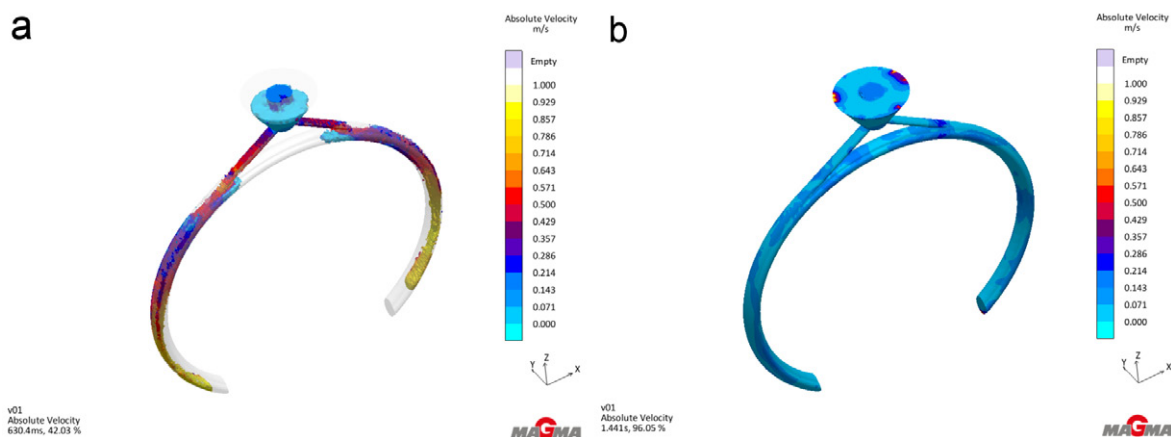 a
Absolute Velocity
m/s
Empty
1.000
0.929
0.857
0.786
0.714
0.643
0.571
0.500
0.429
0.357
0.286
0.214
0.143
0.071
0.000
Y Z X
v01
Absolute Velocity
630.4ms, 42.03 %
MAGMA
b
Absolute Velocity
m/s
Empty
1.000
0.929
0.857
0.786
0.714
0.643
0.571
0.500
0.429
0.357
0.286
0.214
0.143
0.071
0.000
Y Z X
v01
Absolute Velocity
1.441s, 96.05 %
MAGMA